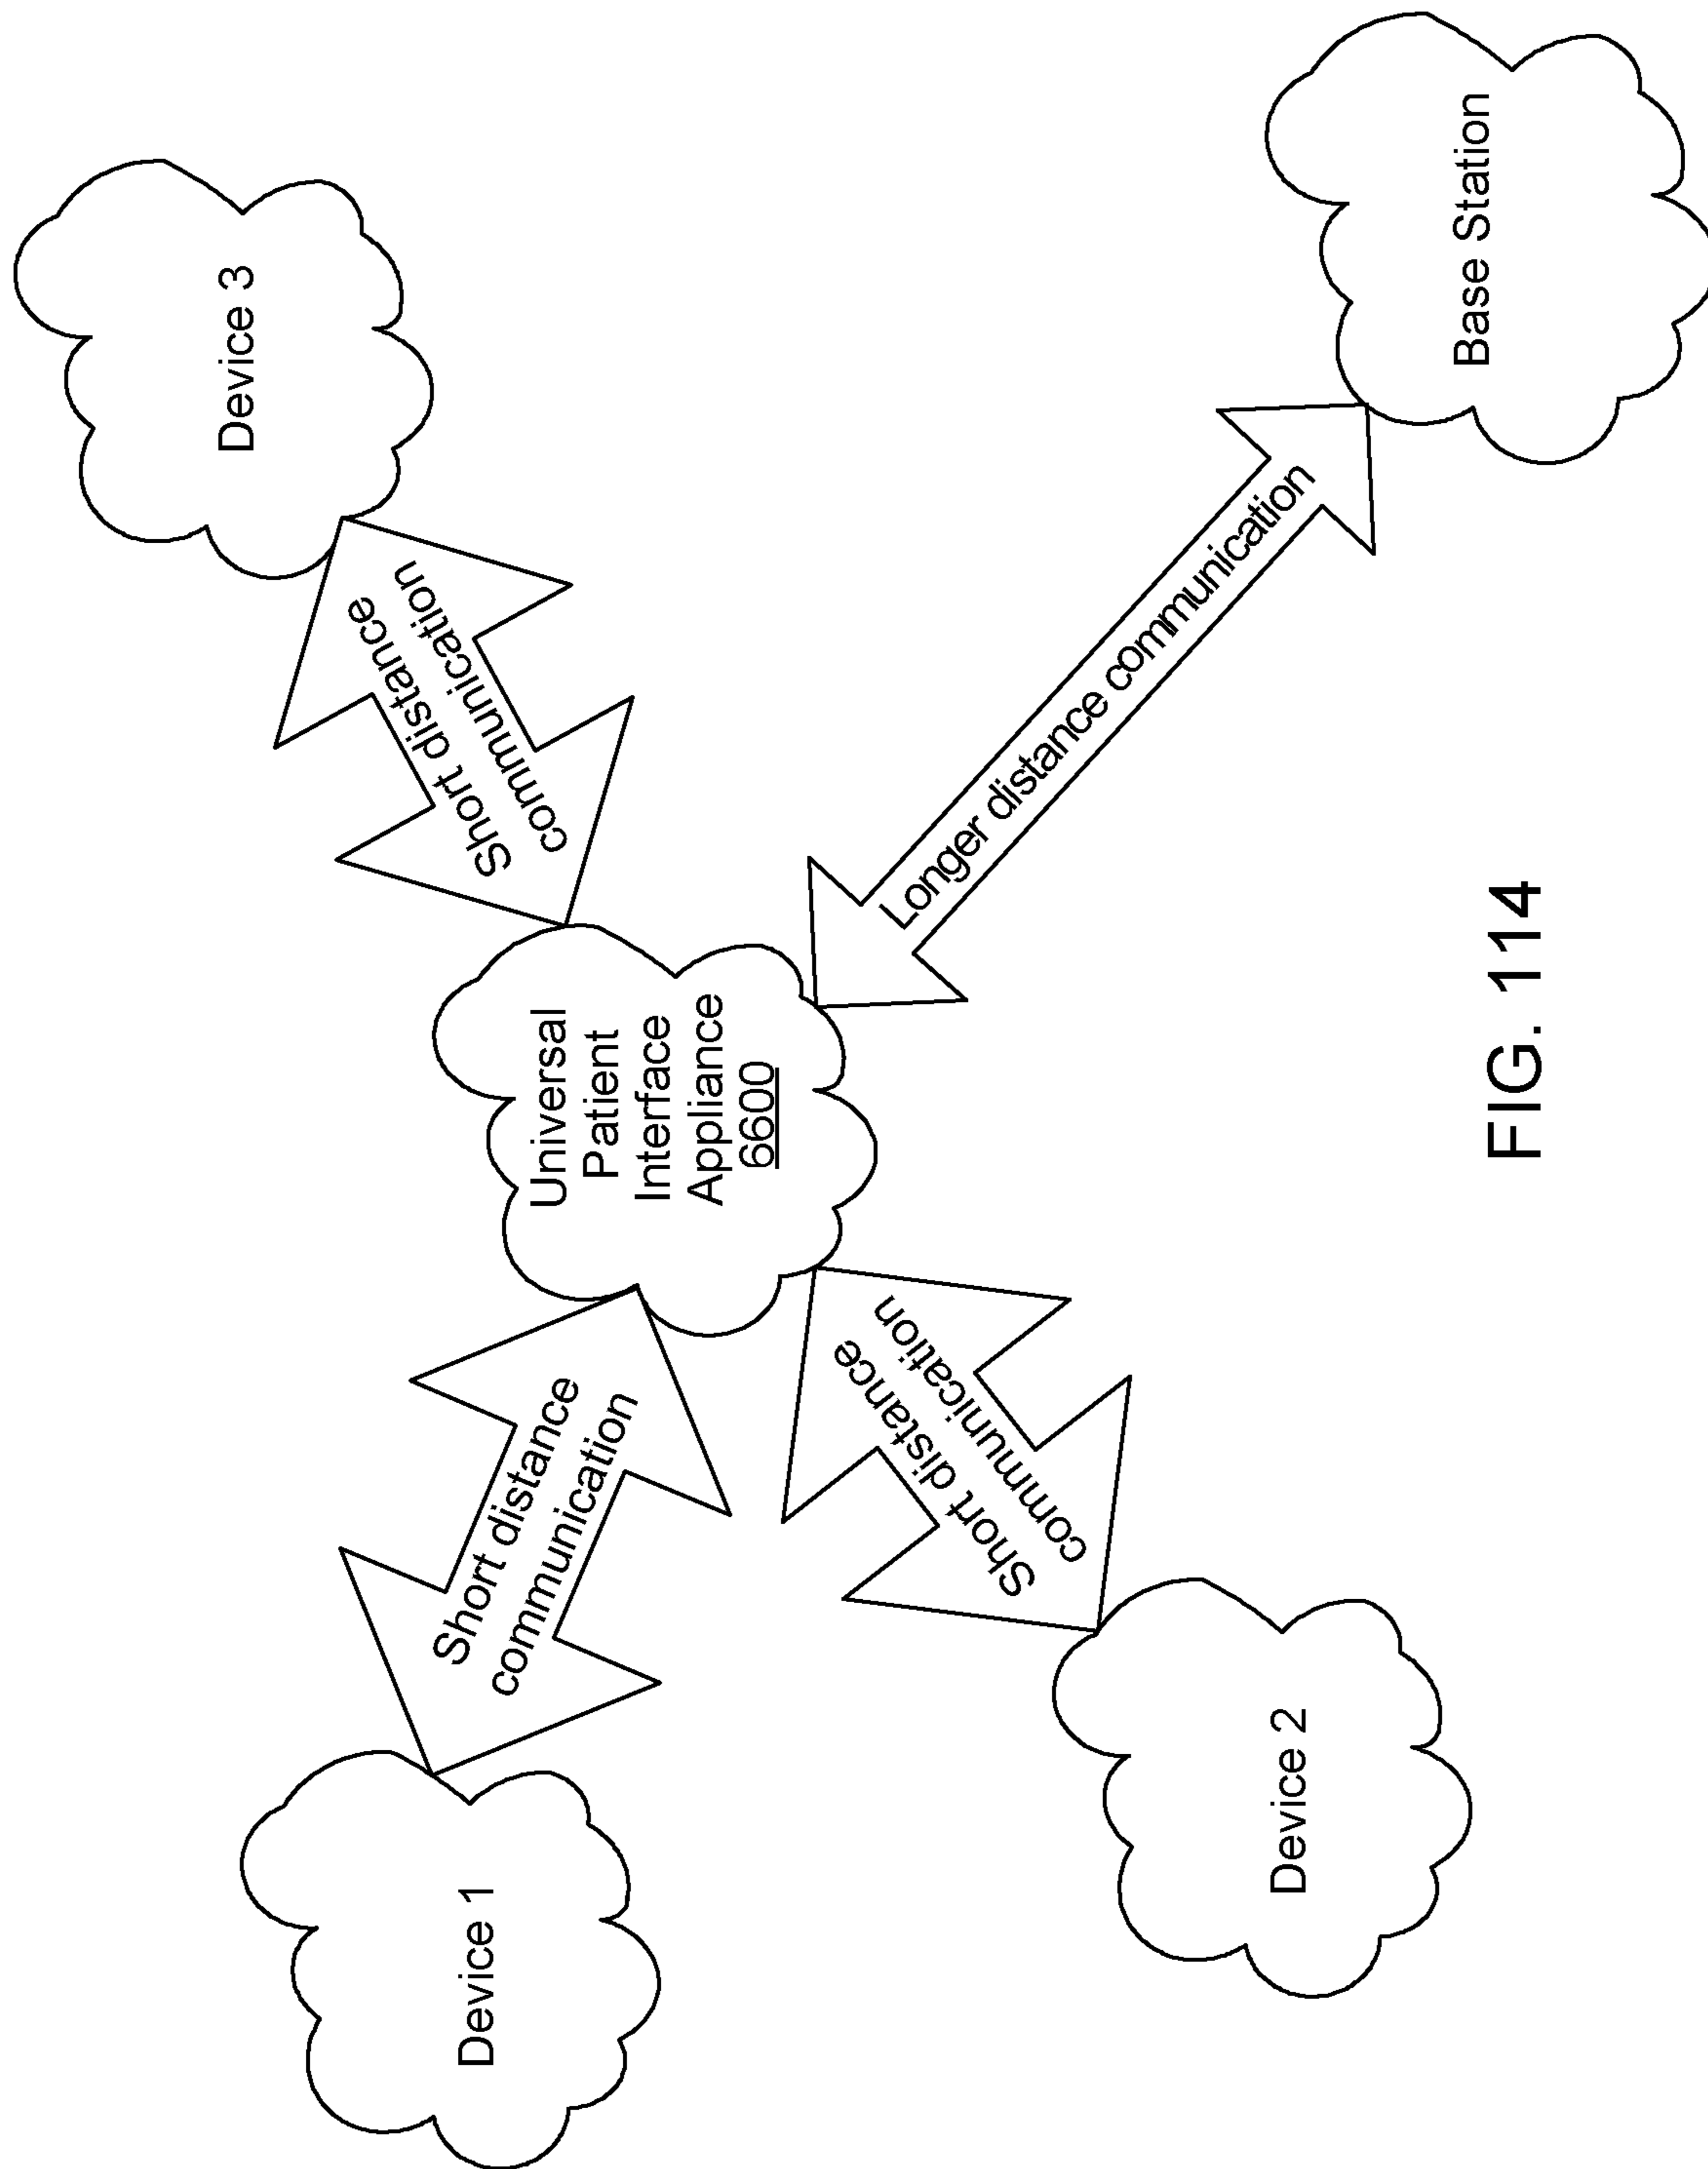 Device 1
Short distance
communication
Universal
Patient
Interface
Appliance
6600
Short distance
communication
Device 3
Device 2
Short distance
communication
Longer distance communication
Base Station
FIG. 114